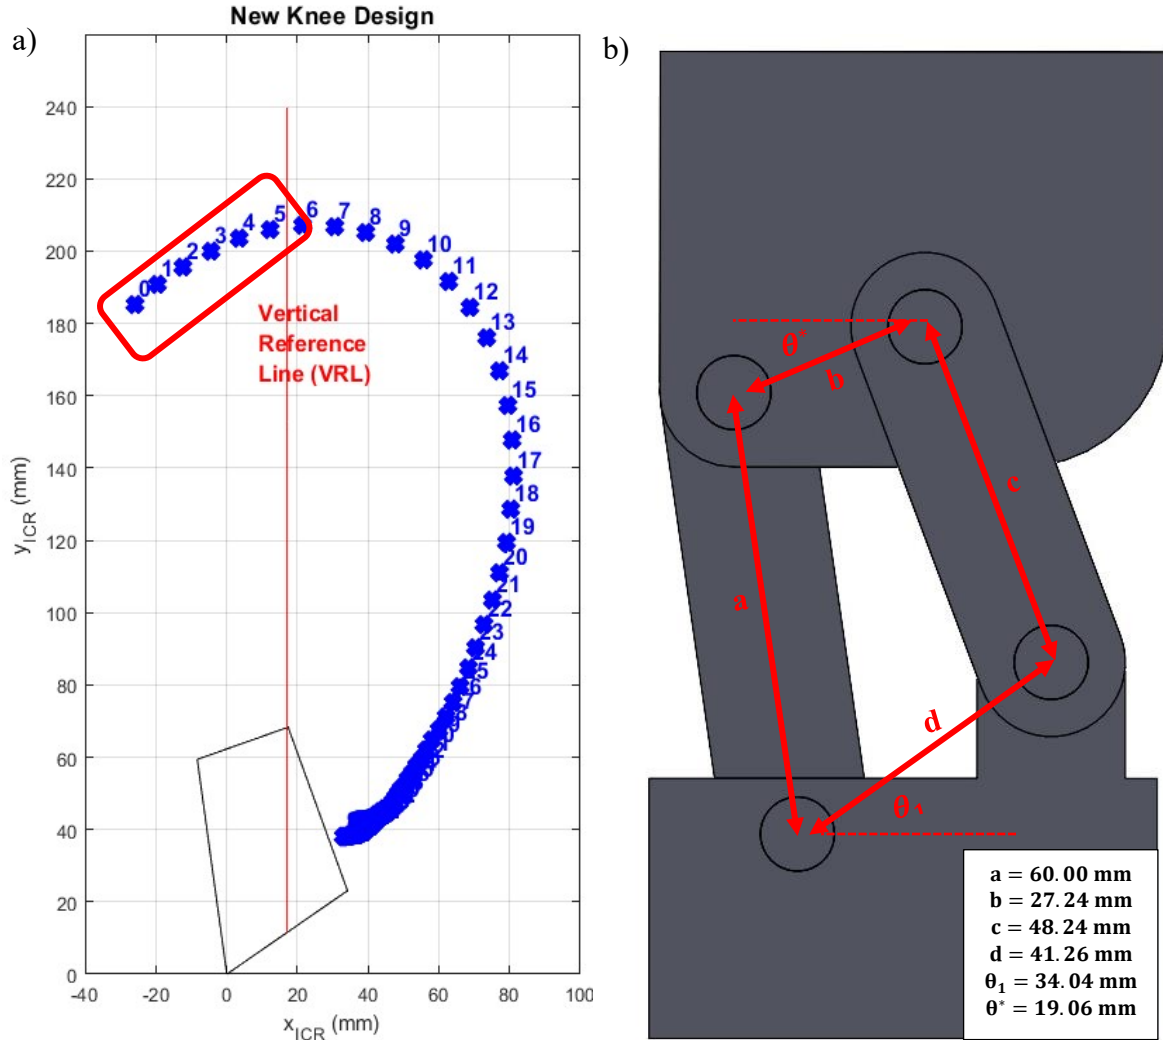 New Knee Design
a)
240
220
200
180
160
140
120
100
80
60
40
20
0
-40 -20 0 20 40 60 80 100
y_ICR (mm)
x_ICR (mm)
0
1
2
3
4
5
6
7
8
9
10
11
12
13
14
15
16
17
18
19
20
21
22
23
24
Vertical
Reference
Line (VRL)
b)
θ*
b
a
c
d
θ₁
a = 60.00 mm
b = 27.24 mm
c = 48.24 mm
d = 41.26 mm
θ₁ = 34.04 mm
θ* = 19.06 mm